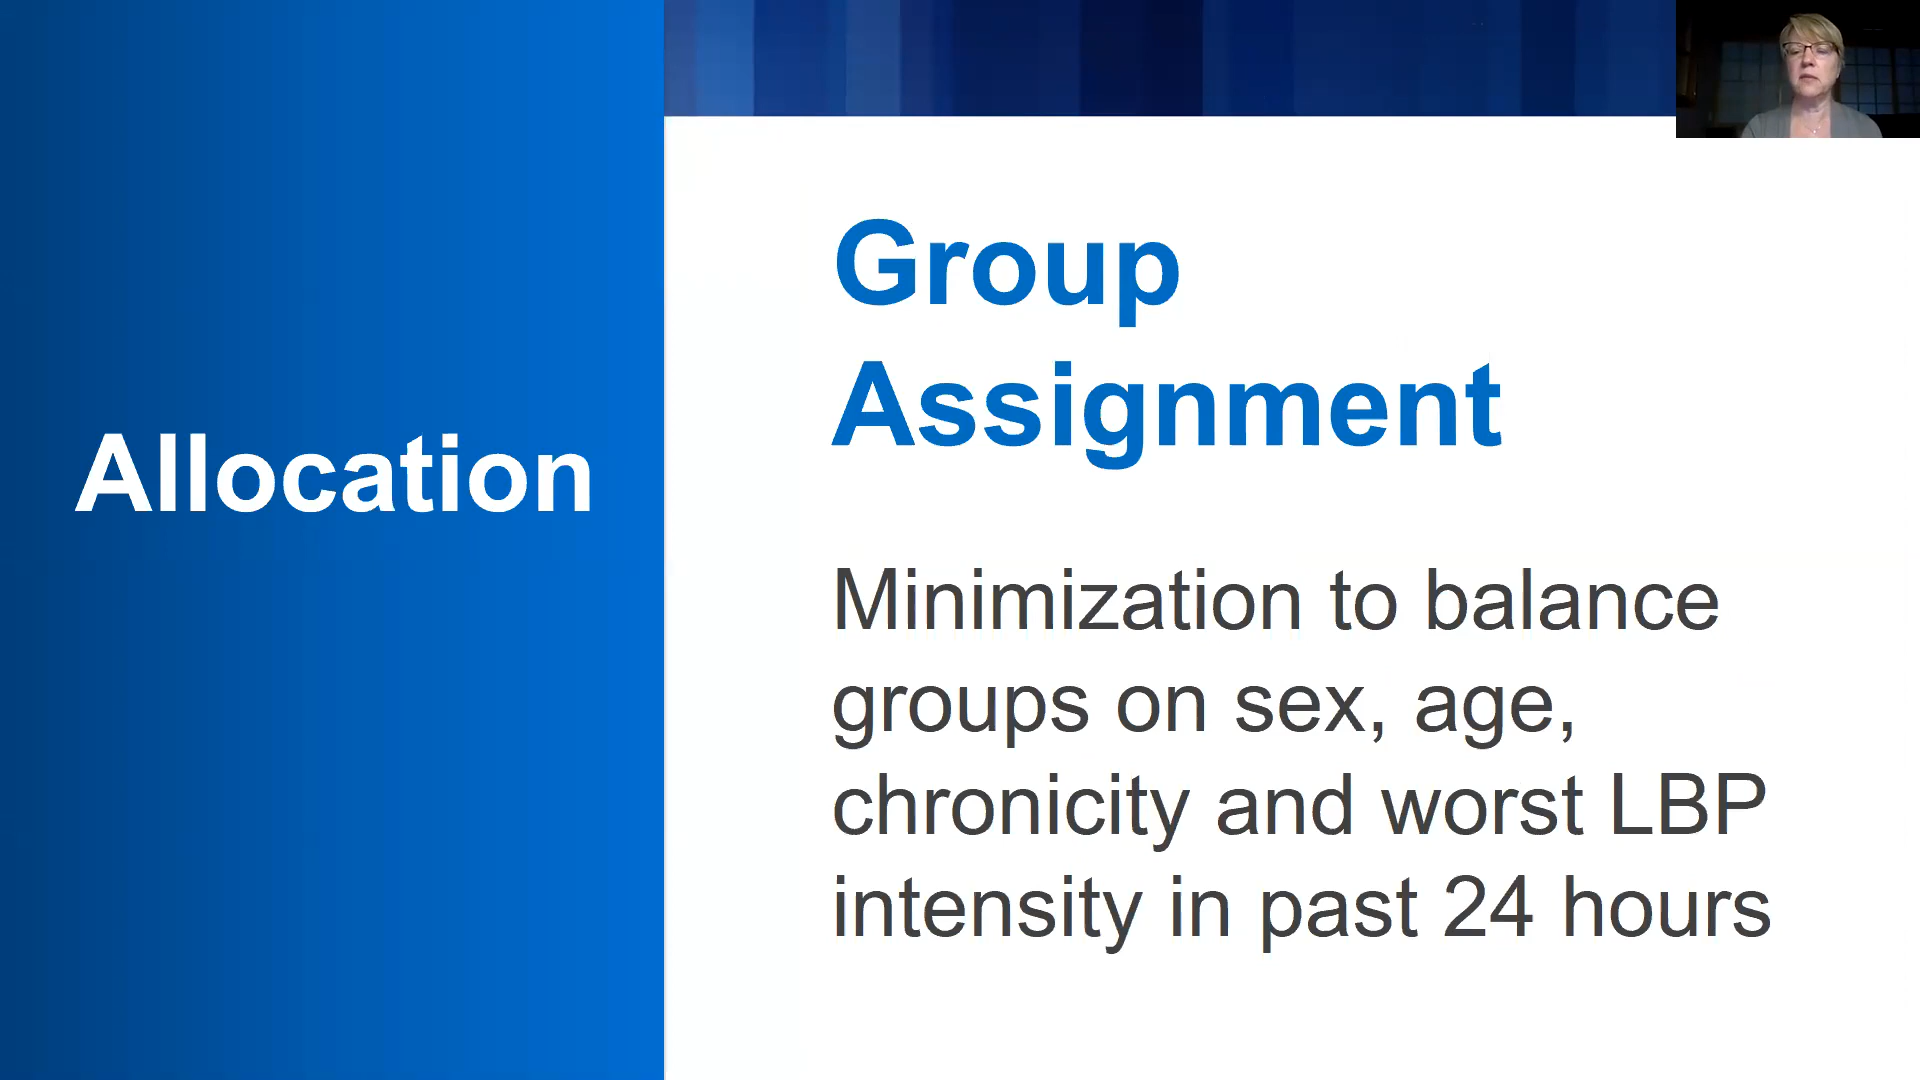 Allocation
Group
Assignment
Minimization to balance
groups on sex, age,
chronicity and worst LBP
intensity in past 24 hours